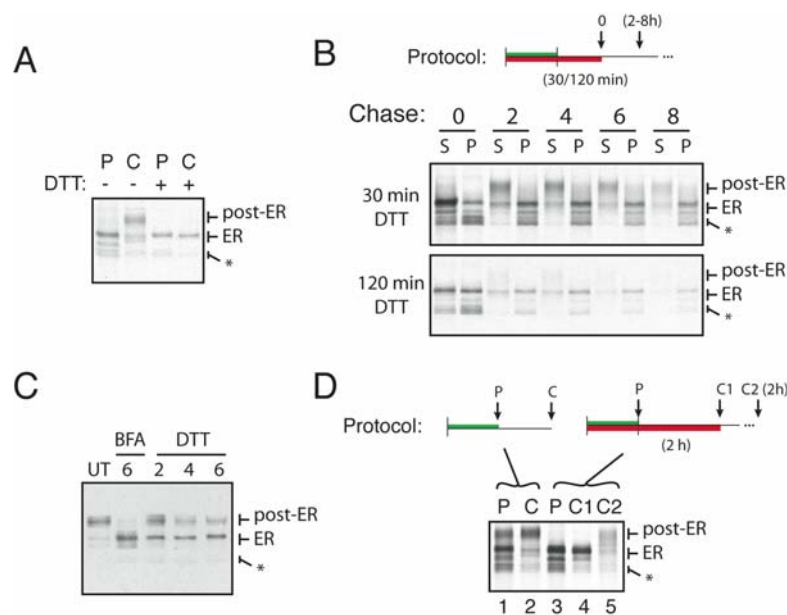 A
P C P C
DTT: - - + +
post-ER
ER
*
B
0 (2-8h)
Protocol: ...
(30/120 min)
Chase: 0 2 4 6 8
S P S P S P S P S P
30 min
DTT
post-ER
ER
*
120 min
DTT
post-ER
ER
*
C
BFA DTT
UT 6 2 4 6
post-ER
ER
*
D
P C P C1 C2 (2h)
Protocol: ...
(2 h)
P C P C1 C2
post-ER
ER
*
1 2 3 4 5